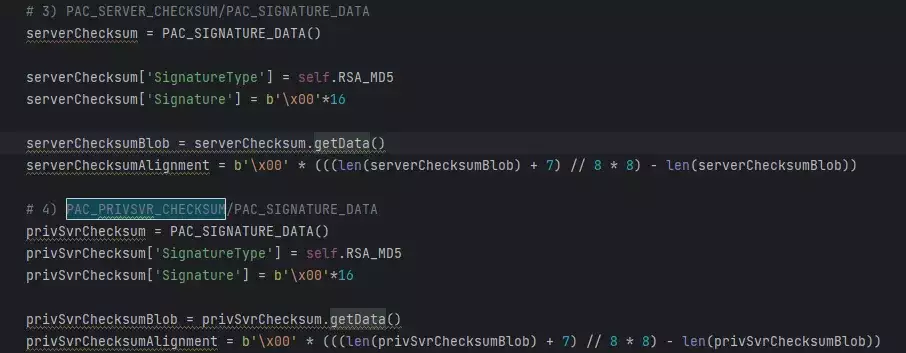 # 3) PAC_SERVER_CHECKSUM/PAC_SIGNATURE_DATA
serverChecksum = PAC_SIGNATURE_DATA()
serverChecksum['SignatureType'] = self.RSA_MD5
serverChecksum['Signature'] = b'\x00'*16
serverChecksumBlob = serverChecksum.getData()
serverChecksumAlignment = b'\x00' * (((len(serverChecksumBlob) + 7) // 8 * 8) - len(serverChecksumBlob))
# 4) PAC_PRIVSVR_CHECKSUM/PAC_SIGNATURE_DATA
privSvrChecksum = PAC_SIGNATURE_DATA()
privSvrChecksum['SignatureType'] = self.RSA_MD5
privSvrChecksum['Signature'] = b'\x00'*16
privSvrChecksumBlob = privSvrChecksum.getData()
privSvrChecksumAlignment = b'\x00' * (((len(privSvrChecksumBlob) + 7) // 8 * 8) - len(privSvrChecksumBlob))